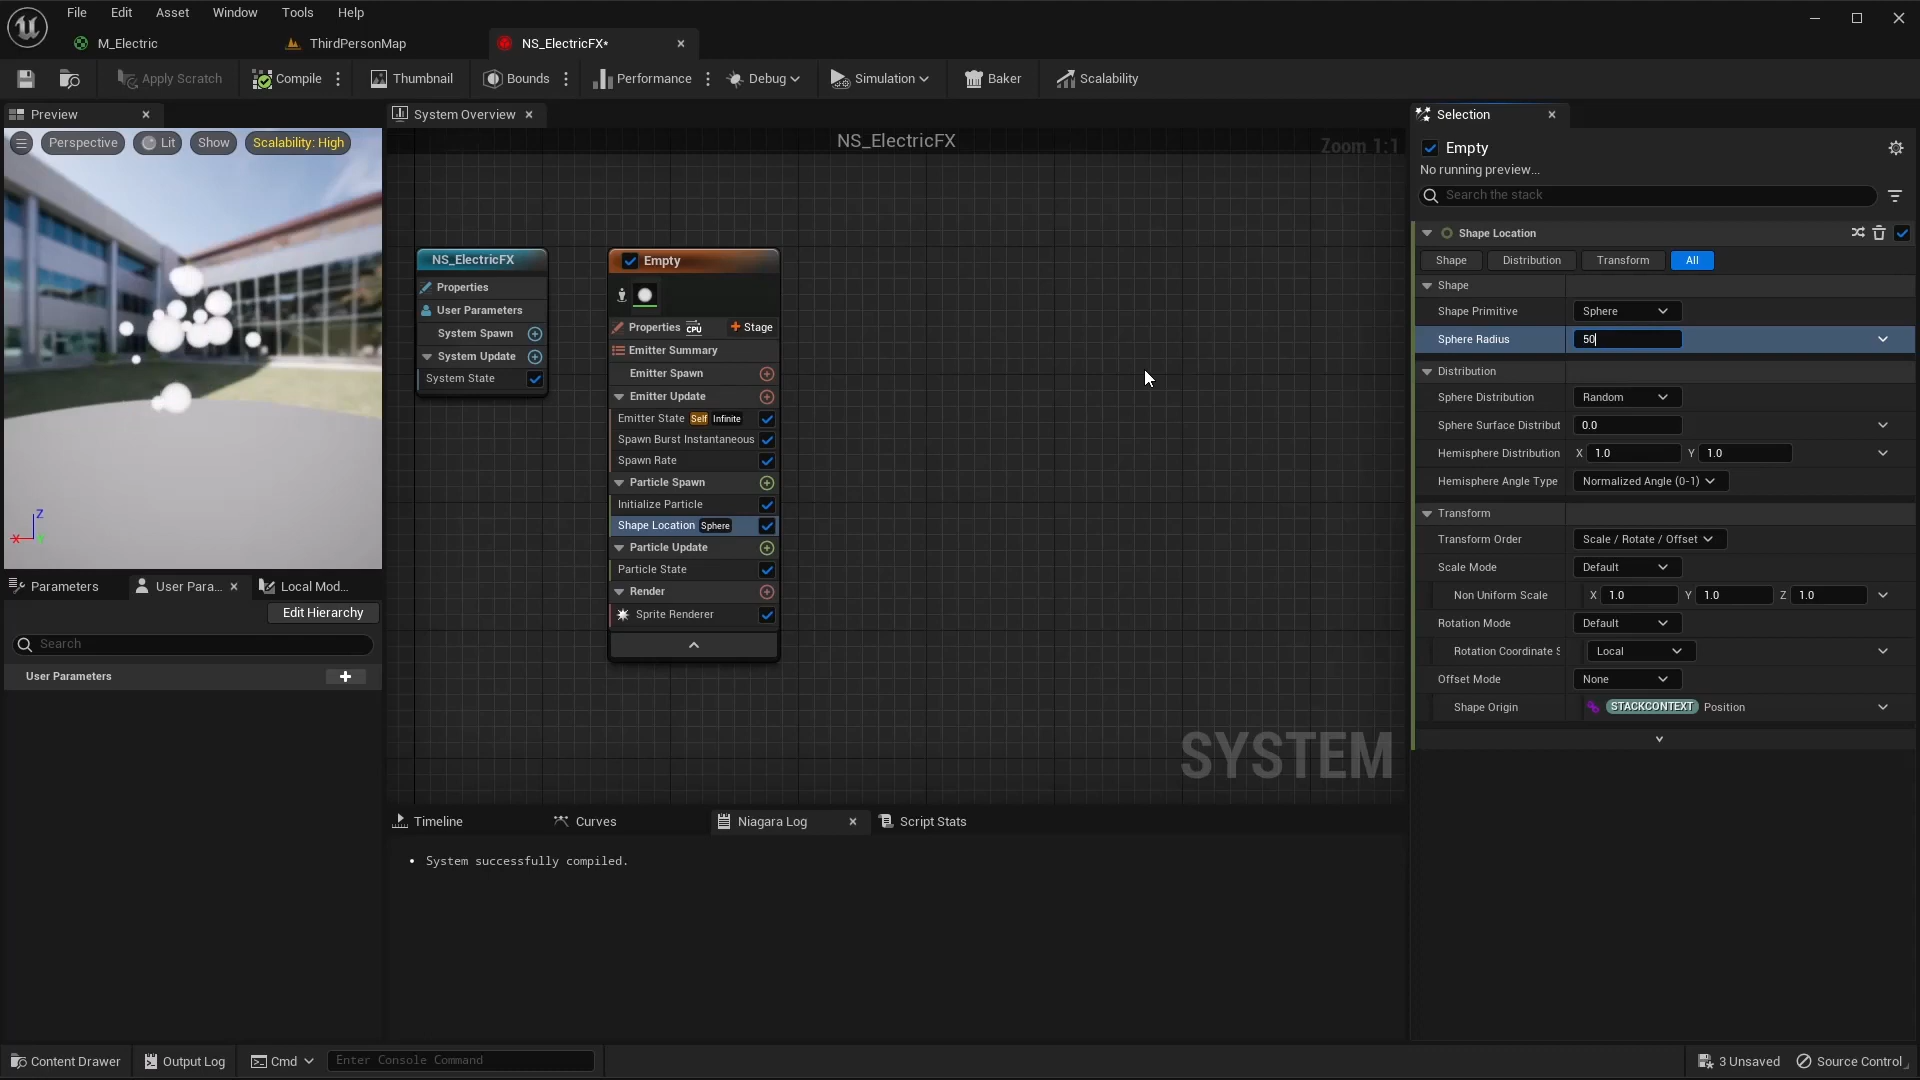 File Edit Asset Window Tools Help
M_Electric ThirdPersonMap NS_ElectricFX*
Apply Scratch Compile Thumbnail Bounds Performance Debug Simulation Baker Scalability
Preview
Perspective Lit Show Scalability: High
Z
X
Parameters User Para... Local Mod...
Edit Hierarchy
Search
User Parameters
System Overview
NS_ElectricFX
Zoom 1:1
NS_ElectricFX
Properties
User Parameters
System Spawn
System Update
System State
Empty
Properties CPU Stage
Emitter Summary
Emitter Spawn
Emitter Update
Emitter State Self Infinite
Spawn Burst Instantaneous
Spawn Rate
Particle Spawn
Initialize Particle
Shape Location Sphere
Particle Update
Particle State
Render
Sprite Renderer
SYSTEM
Timeline Curves Niagara Log Script Stats
System successfully compiled.
Selection
Empty
No running preview...
Search the stack
Shape Location
Shape Distribution Transform All
Shape
Shape Primitive Sphere
Sphere Radius 50
Distribution
Sphere Distribution Random
Sphere Surface Distribut 0.0
Hemisphere Distribution X 1.0 Y 1.0
Hemisphere Angle Type Normalized Angle (0-1)
Transform
Transform Order Scale / Rotate / Offset
Scale Mode Default
Non Uniform Scale X 1.0 Y 1.0 Z 1.0
Rotation Mode Default
Rotation Coordinate S Local
Offset Mode None
Shape Origin STACKCONTEXT Position
Content Drawer Output Log Cmd Enter Console Command 3 Unsaved Source Control